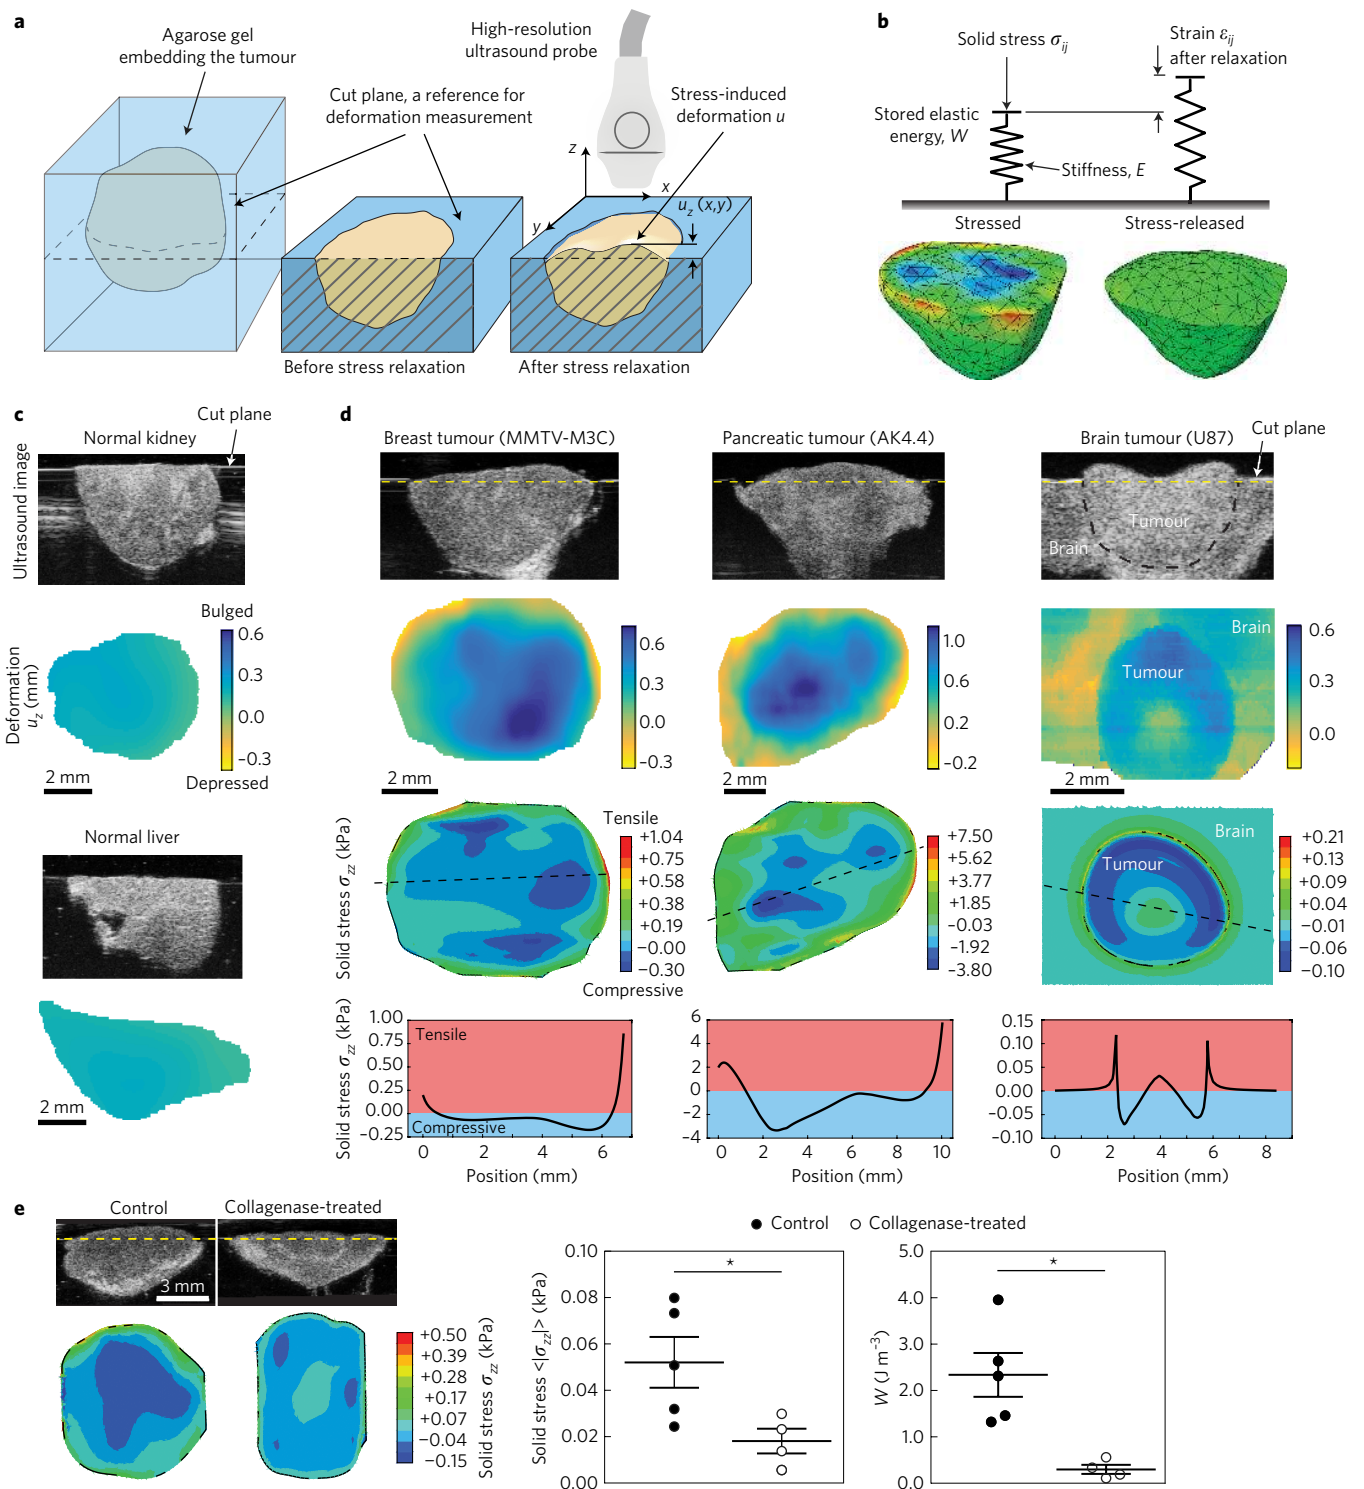 a
Agarose gel
embedding the tumour
High-resolution
ultrasound probe
Cut plane, a reference for
deformation measurement
Stress-induced
deformation u
z
x
y
u_z (x,y)
Before stress relaxation
After stress relaxation
b
Solid stress σ_ij
Strain ε_ij
after relaxation
Stored elastic
energy, W
Stiffness, E
Stressed
Stress-released
c
Cut plane
Normal kidney
Ultrasound image
Bulged
0.6
0.3
0.0
−0.3
Depressed
Deformation
u_z (mm)
2 mm
Normal liver
2 mm
d
Breast tumour (MMTV-M3C)
Pancreatic tumour (AK4.4)
Brain tumour (U87)
Cut plane
Tumour
Brain
0.6
0.3
0.0
−0.3
2 mm
1.0
0.6
0.2
−0.2
2 mm
Brain
Tumour
0.6
0.3
0.0
2 mm
Solid stress σ_zz (kPa)
Tensile
+1.04
+0.75
+0.58
+0.38
+0.19
−0.00
−0.30
Compressive
+7.50
+5.62
+3.77
+1.85
−0.03
−1.92
−3.80
Brain
Tumour
+0.21
+0.13
+0.09
+0.04
−0.01
−0.06
−0.10
Solid stress σ_zz (kPa)
1.00
0.75
0.50
0.25
0.00
−0.25
Tensile
Compressive
0 2 4 6
Position (mm)
6
4
2
0
−2
−4
0 2 4 6 8 10
Position (mm)
0.15
0.10
0.05
0.00
−0.05
−0.10
0 2 4 6 8
Position (mm)
e
Control
Collagenase-treated
3 mm
+0.50
+0.39
+0.28
+0.17
+0.07
−0.04
−0.15
Solid stress σ_zz (kPa)
Control
Collagenase-treated
Solid stress <|σ_zz|> (kPa)
0.10
0.08
0.06
0.04
0.02
0.00
*
W (J m⁻³)
5.0
4.0
3.0
2.0
1.0
0.0
*